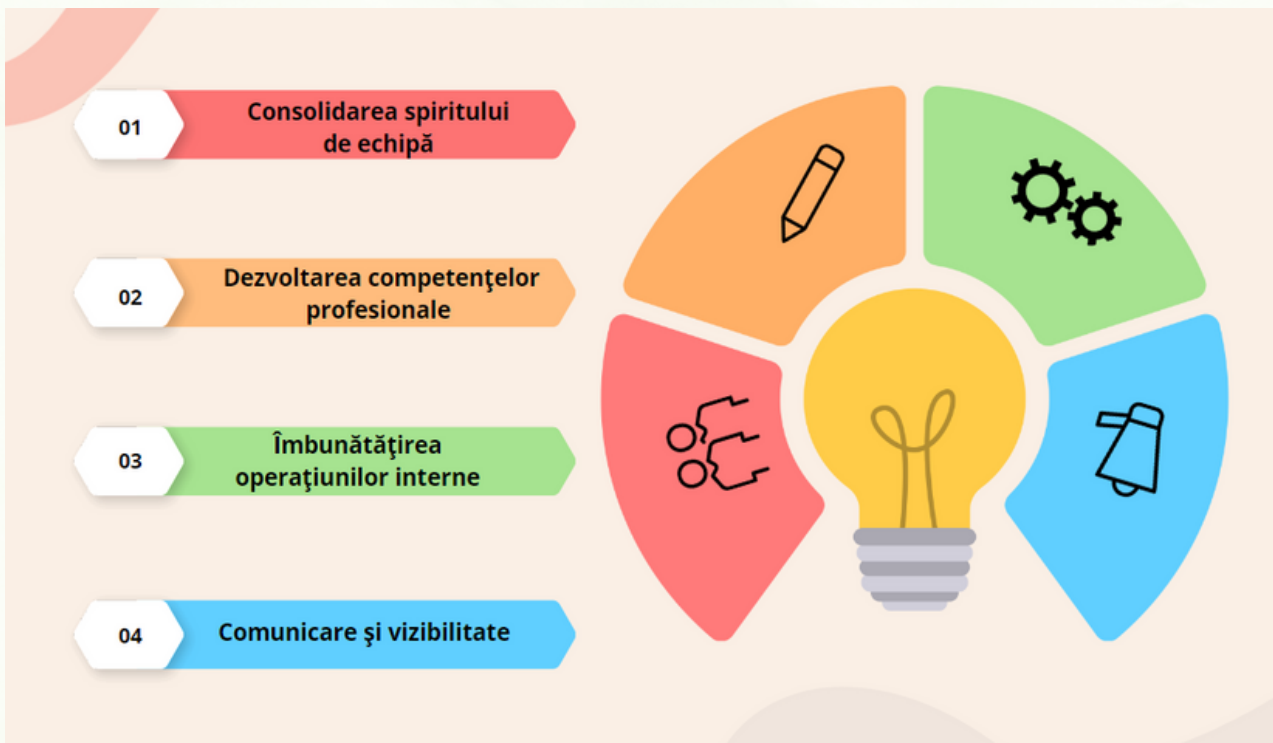 01
Consolidarea spiritului
de echipă
02
Dezvoltarea competenţelor
profesionale
03
Îmbunătăţirea
operaţiunilor interne
04
Comunicare şi vizibilitate